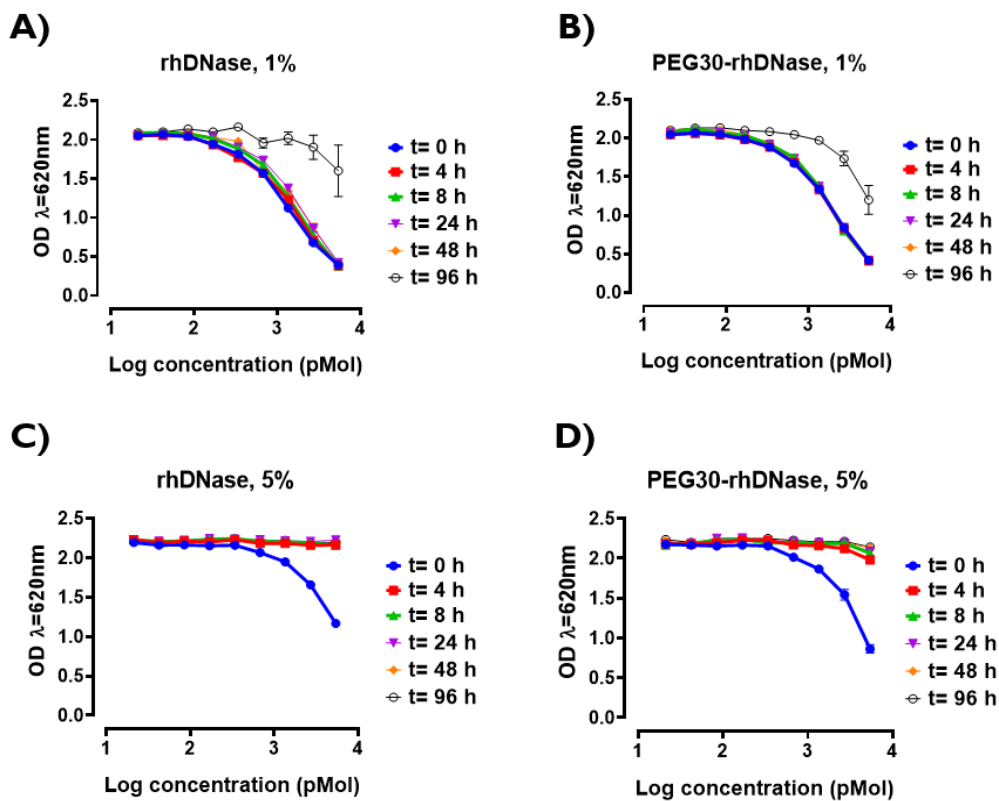 A)
rhDNase, 1%
OD λ=620nm
2.5
2.0
1.5
1.0
0.5
0.0
1 2 3 4
Log concentration (pMol)
t= 0 h
t= 4 h
t= 8 h
t= 24 h
t= 48 h
t= 96 h
B)
PEG30-rhDNase, 1%
OD λ=620nm
2.5
2.0
1.5
1.0
0.5
0.0
1 2 3 4
Log concentration (pMol)
t= 0 h
t= 4 h
t= 8 h
t= 24 h
t= 48 h
t= 96 h
C)
rhDNase, 5%
OD λ=620nm
2.5
2.0
1.5
1.0
0.5
0.0
1 2 3 4
Log concentration (pMol)
t= 0 h
t= 4 h
t= 8 h
t= 24 h
t= 48 h
t= 96 h
D)
PEG30-rhDNase, 5%
OD λ=620nm
2.5
2.0
1.5
1.0
0.5
0.0
1 2 3 4
Log concentration (pMol)
t= 0 h
t= 4 h
t= 8 h
t= 24 h
t= 48 h
t= 96 h